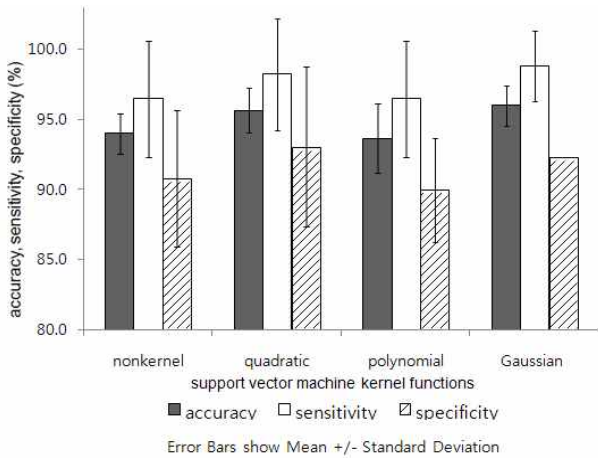 accuracy, sensitivity, specificity (%)
100.0
95.0
90.0
85.0
80.0
nonkernel quadratic polynomial Gaussian
support vector machine kernel functions
accuracy sensitivity specificity
Error Bars show Mean +/- Standard Deviation